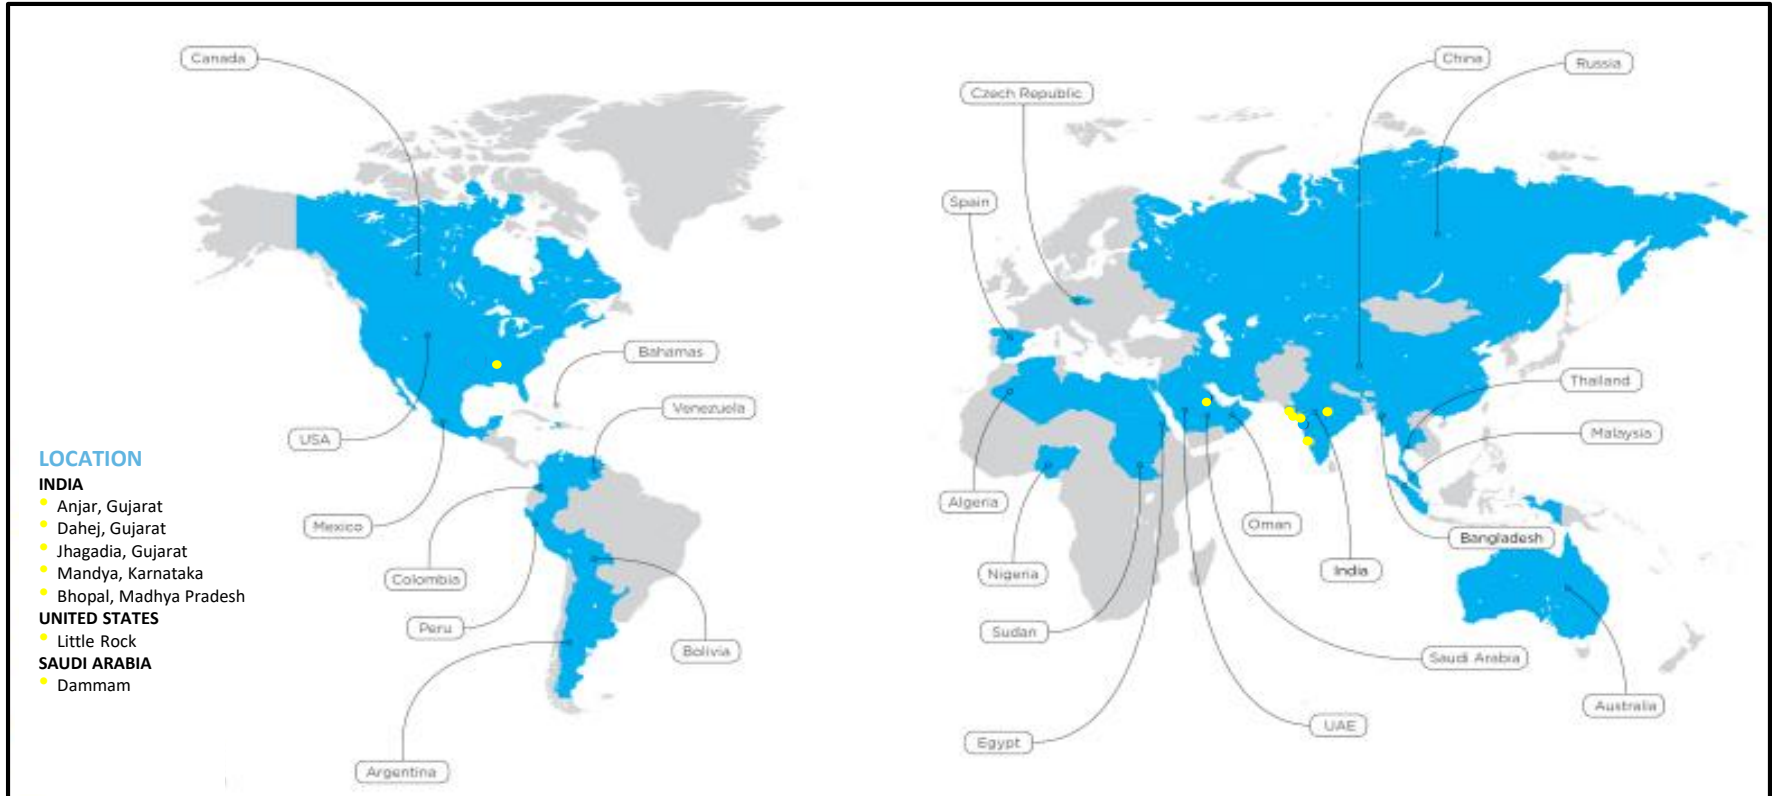 Canada
China
Russia
Czech Republic
Spain
Bahamas
Thailand
Venezuela
Malaysia
USA
LOCATION
INDIA
Anjar, Gujarat
Dahej, Gujarat
Jhagadia, Gujarat
Mandya, Karnataka
Bhopal, Madhya Pradesh
UNITED STATES
Little Rock
SAUDI ARABIA
Dammam
Mexico
Colombia
Peru
Bolivia
Argentina
Algeria
Oman
Bangladesh
Nigeria
India
Sudan
Saudi Arabia
Australia
UAE
Egypt